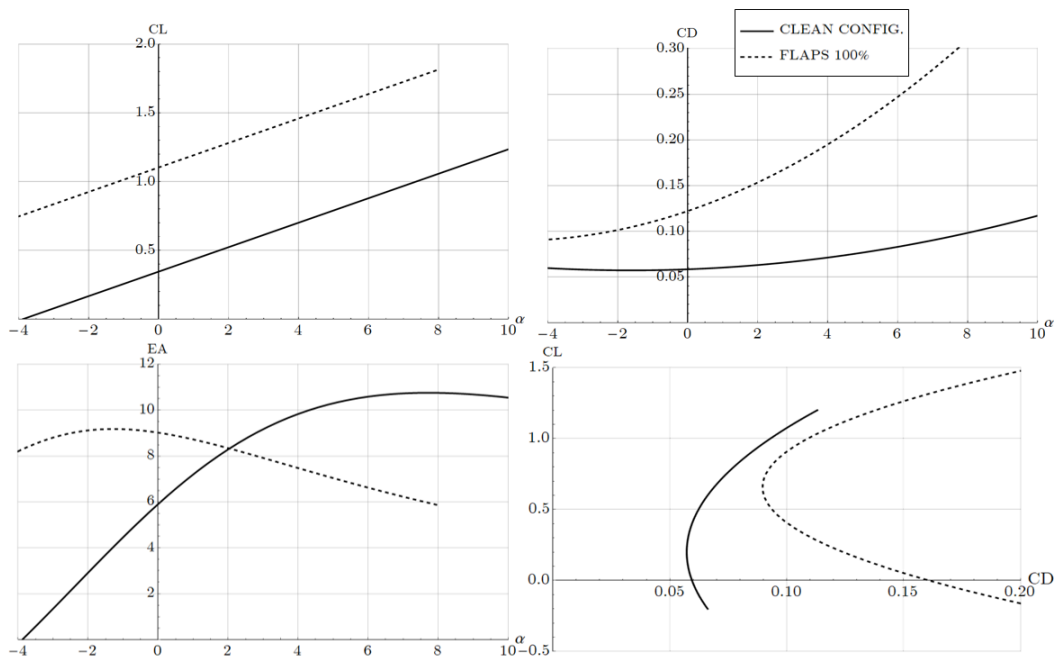 CL
2.0
1.5
1.0
0.5
−4 −2 0 2 4 6 8 10 α
CLEAN CONFIG.
FLAPS 100%
CD
0.30
0.25
0.20
0.15
0.10
0.05
−4 −2 0 2 4 6 8 10 α
EA
12
10
8
6
4
2
−4 −2 0 2 4 6 8 10 α
CL
1.5
1.0
0.5
0.0
0.05 0.10 0.15 0.20 CD
−0.5